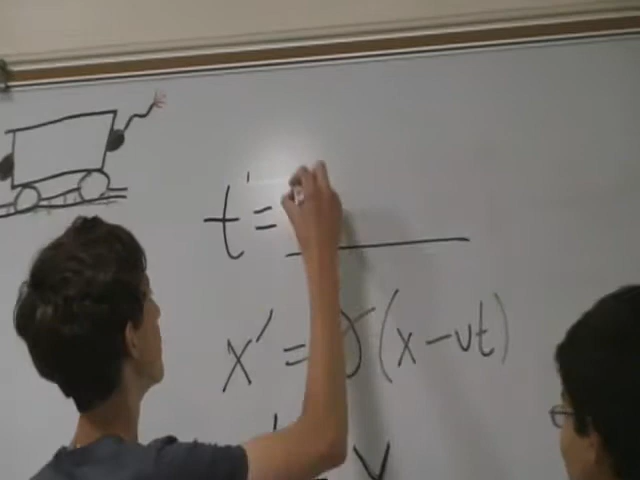 t' =
x' = γ(x - vt)
y